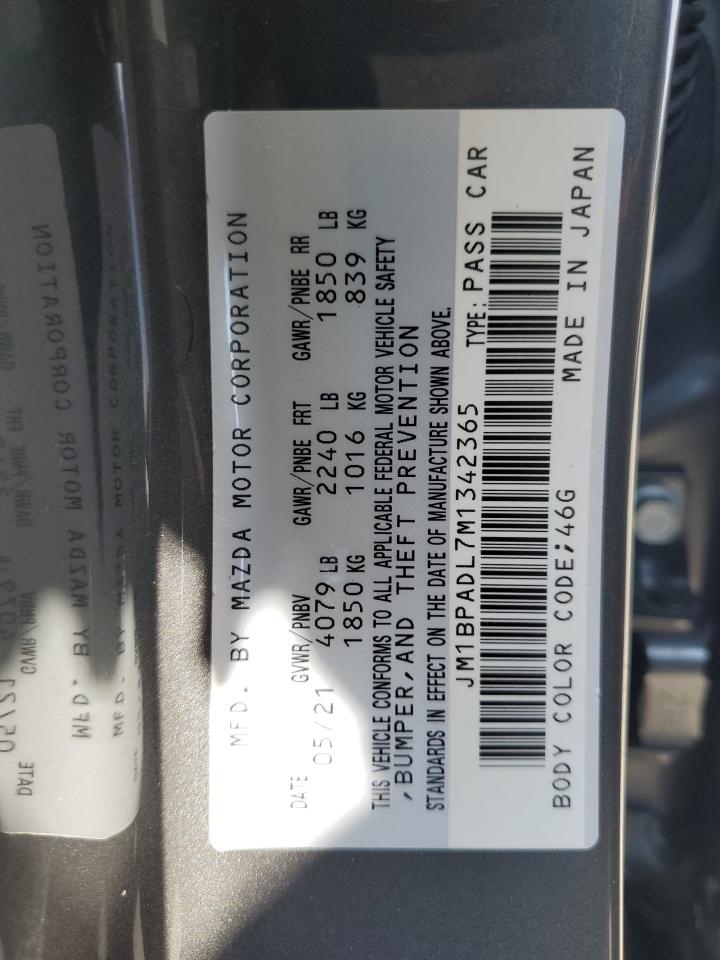 MFD. BY MAZDA MOTOR CORPORATION
DATE GVWR/PNBV GAWR/PNBE FRT GAWR/PNBE RR
05/21 4079 LB 2240 LB 1850 LB
1850 KG 1016 KG 839 KG
THIS VEHICLE CONFORMS TO ALL APPLICABLE FEDERAL MOTOR VEHICLE SAFETY
,BUMPER,AND THEFT PREVENTION
STANDARDS IN EFFECT ON THE DATE OF MANUFACTURE SHOWN ABOVE.
JM1BPADL7M1342365 TYPE: PASS CAR
BODY COLOR CODE;46G MADE IN JAPAN